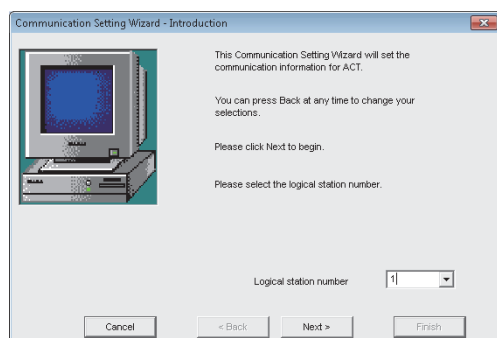 Communication Setting Wizard - Introduction
This Communication Setting Wizard will set the
communication information for ACT.
You can press Back at any time to change your
selections.
Please click Next to begin.
Please select the logical station number.
Logical station number
1
Cancel
< Back
Next >
Finish